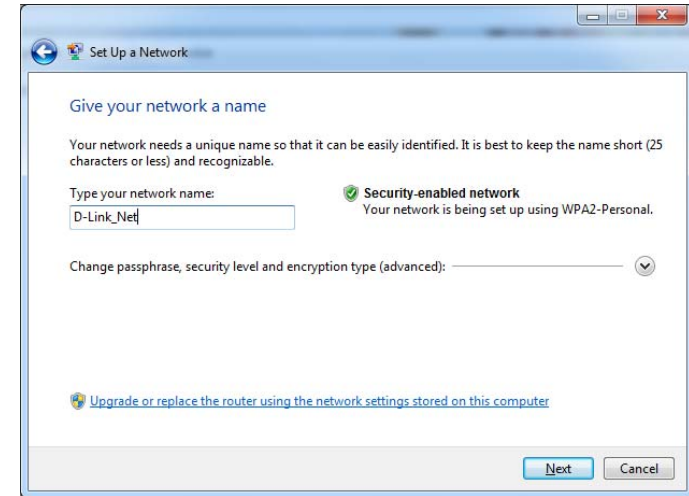 Set Up a Network
Give your network a name
Your network needs a unique name so that it can be easily identified. It is best to keep the name short (25
characters or less) and recognizable.
Type your network name:
Security-enabled network
D-Link_Net
Your network is being set up using WPA2-Personal.
Change passphrase, security level and encryption type (advanced):
Upgrade or replace the router using the network settings stored on this computer
Next
Cancel